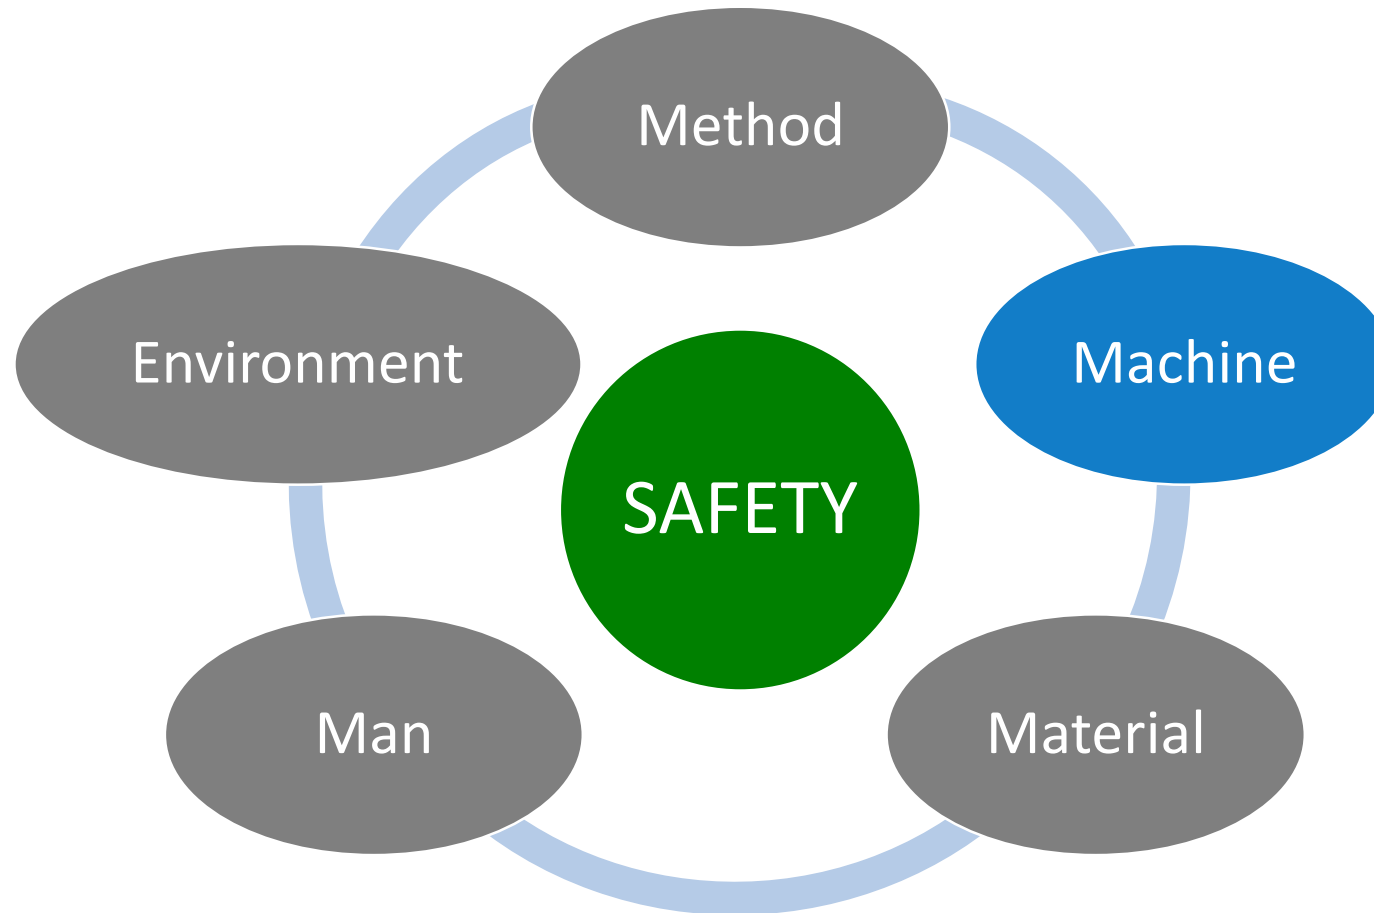 Method
Environment
Machine
SAFETY
Man
Material